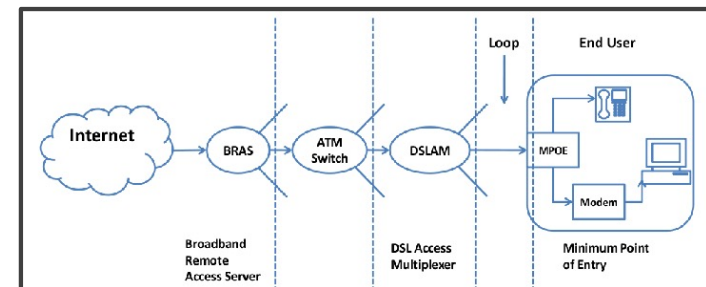 Loop
End User
Internet
BRAS
ATM
Switch
DSLAM
MPOE
Modem
Broadband
Remote
Access Server
DSL Access
Multiplexer
Minimum Point
of Entry